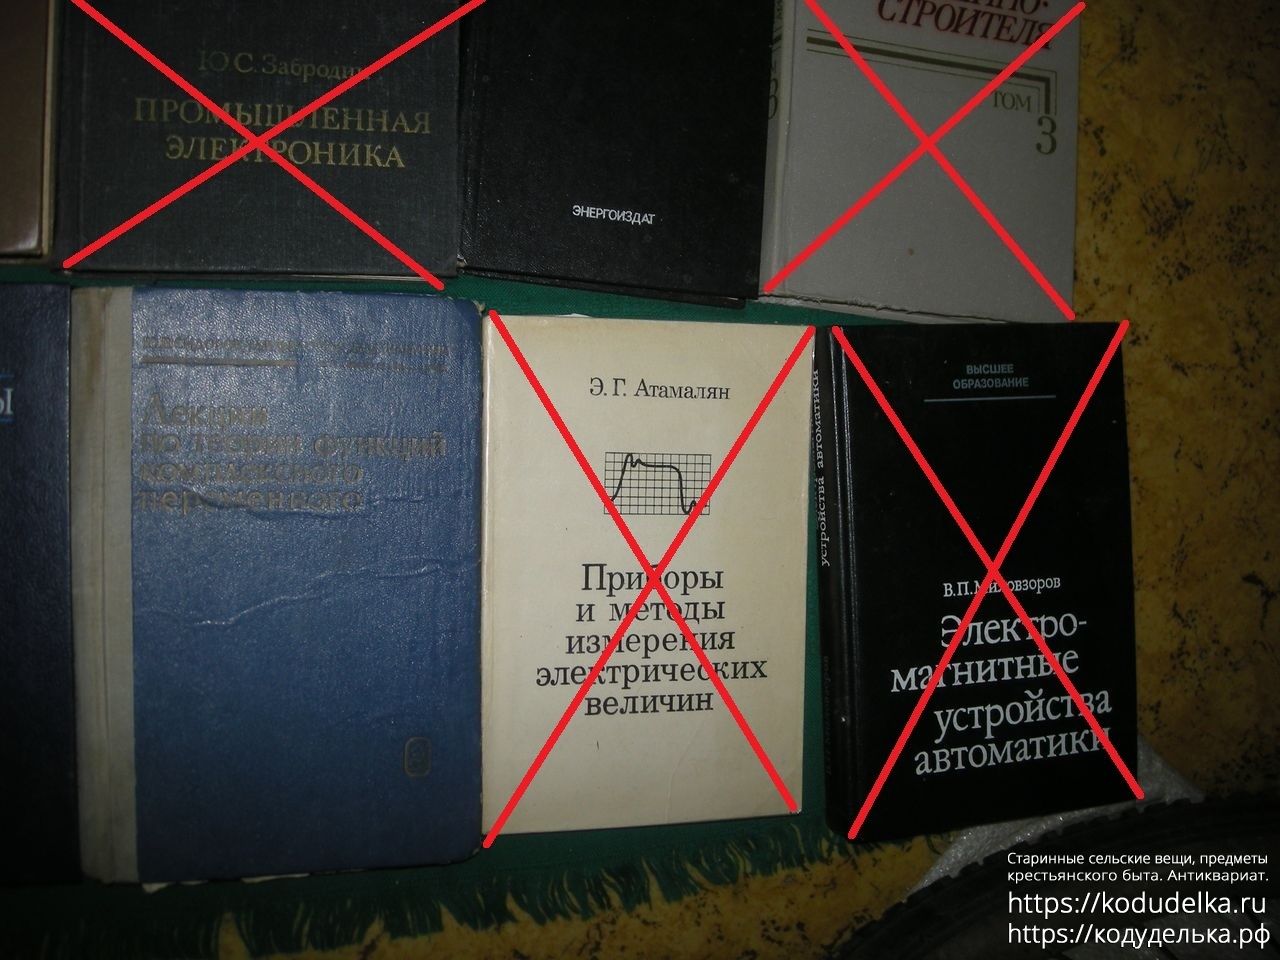 Ю. С. Забродин
ПРОМЫШЛЕННАЯ
ЭЛЕКТРОНИКА
ЭНЕРГОИЗДАТ
СТРОИТЕЛЯ
ТОМ
3
Ы
Лекции
по теории функций
комплексного
переменного
Э. Г. Атамалян
Приборы
и методы
измерения
электрических
величин
устройства автоматики
ВЫСШЕЕ
ОБРАЗОВАНИЕ
В.П.Миловзоров
Электро-
магнитные
устройства
автоматики
Старинные сельские вещи, предметы
крестьянского быта. Антиквариат.
https://kodudelka.ru
https://кодуделька.рф